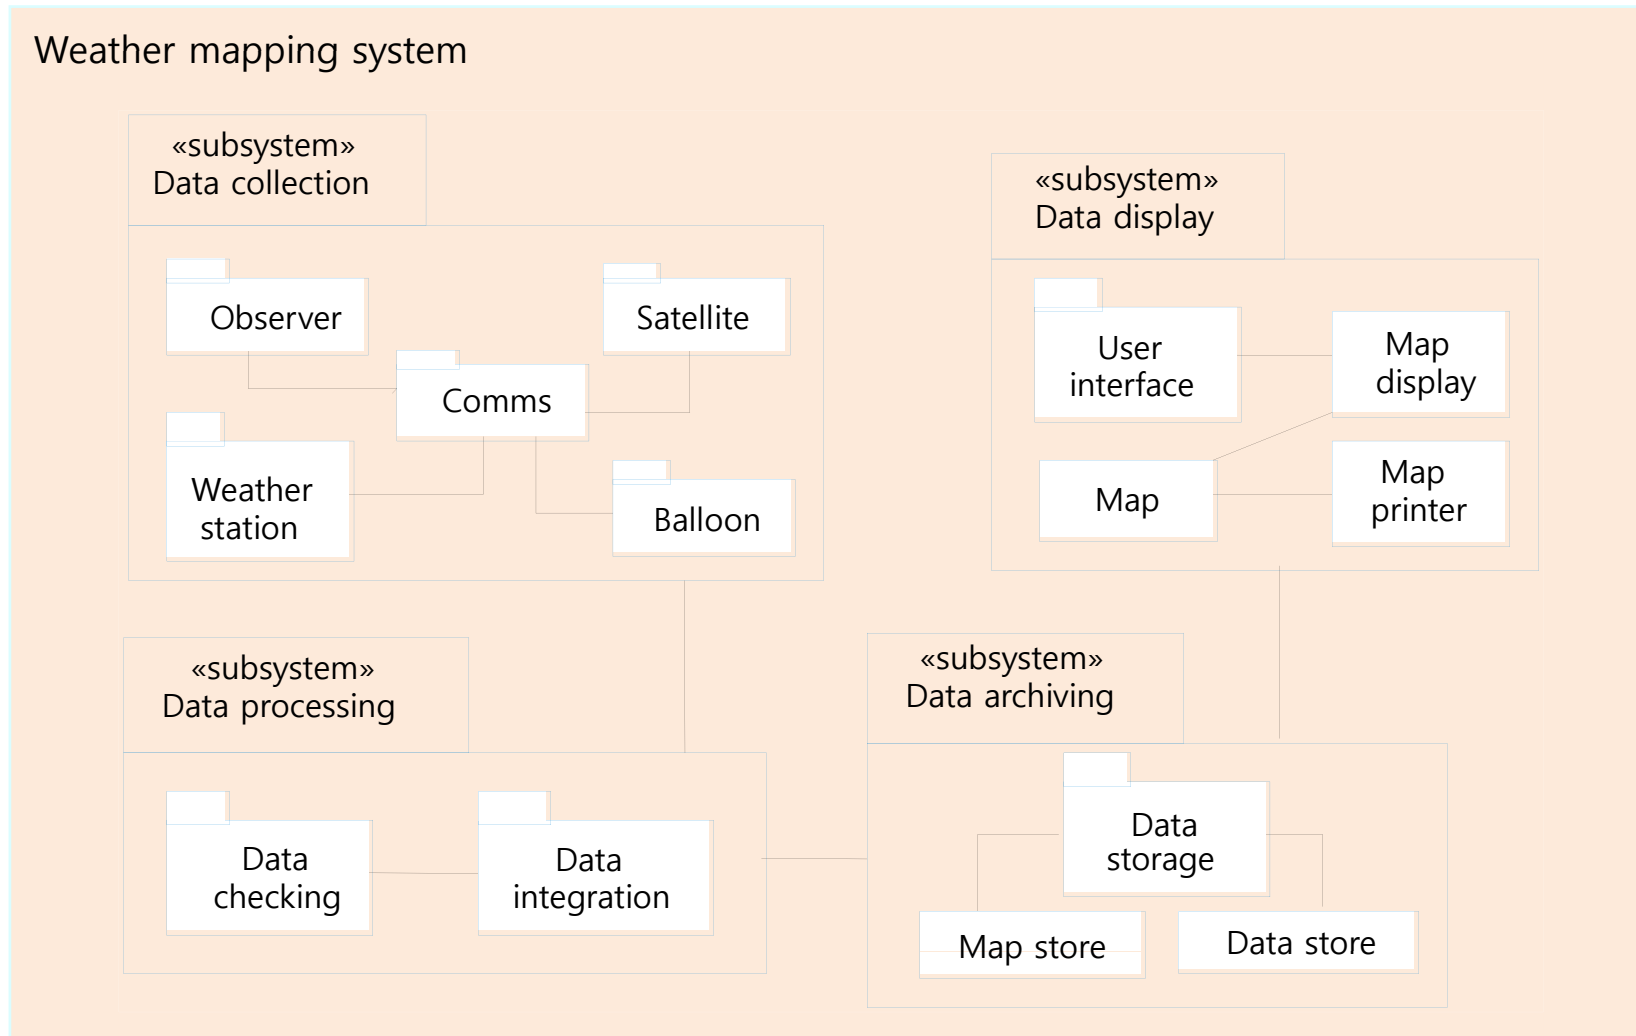 Weather mapping system
«subsystem»
Data collection
Observer
Satellite
Comms
Weather
station
Balloon
«subsystem»
Data display
User
interface
Map
display
Map
Map
printer
«subsystem»
Data processing
Data
checking
Data
integration
«subsystem»
Data archiving
Data
storage
Map store
Data store